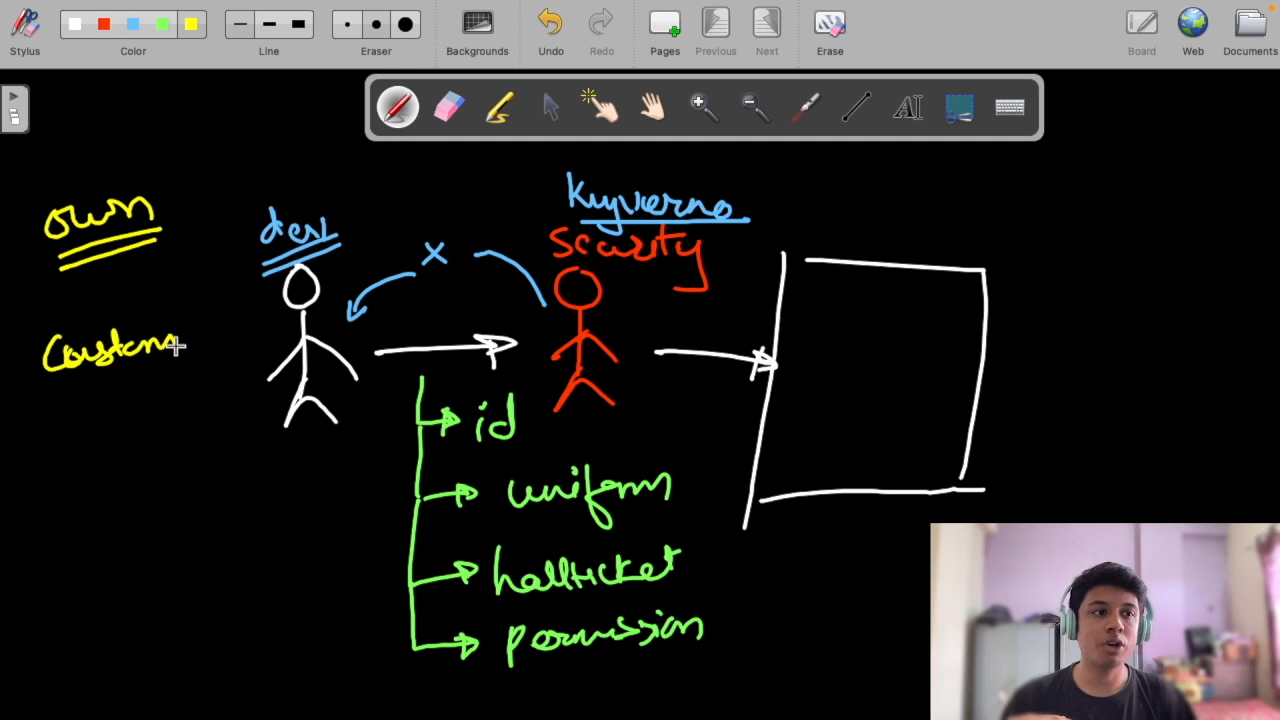 Stylus Color Line Eraser Backgrounds Undo Redo Pages Previous Next Erase Board Web Documents
AI
own
dev
x
Kyverno
Security
Custom
id
uniform
hallticket
permission